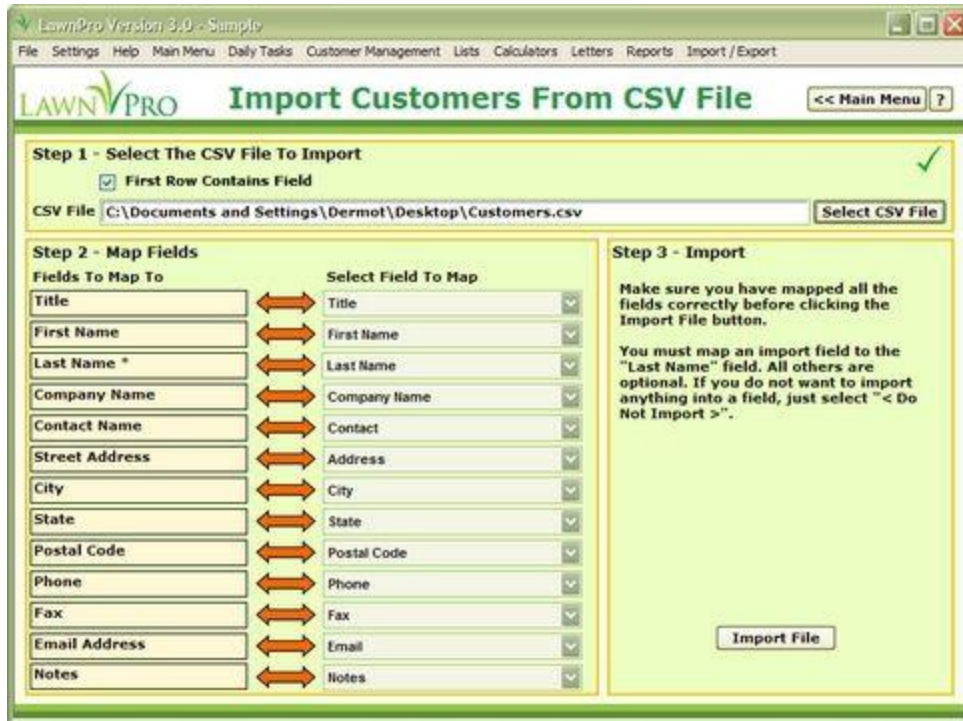 LawnPro Version 3.0 - Sample
File Settings Help Main Menu Daily Tasks Customer Management Lists Calculators Letters Reports Import / Export
LAWN PRO
Import Customers From CSV File
<< Main Menu ?
Step 1 - Select The CSV File To Import
First Row Contains Field
CSV File C:\Documents and Settings\Dermot\Desktop\Customers.csv Select CSV File
Step 2 - Map Fields
Fields To Map To Select Field To Map
Title Title
First Name First Name
Last Name * Last Name
Company Name Company Name
Contact Name Contact
Street Address Address
City City
State State
Postal Code Postal Code
Phone Phone
Fax Fax
Email Address Email
Notes Notes
Step 3 - Import
Make sure you have mapped all the
fields correctly before clicking the
Import File button.
You must map an import field to the
"Last Name" field. All others are
optional. If you do not want to import
anything into a field, just select "< Do
Not Import >".
Import File